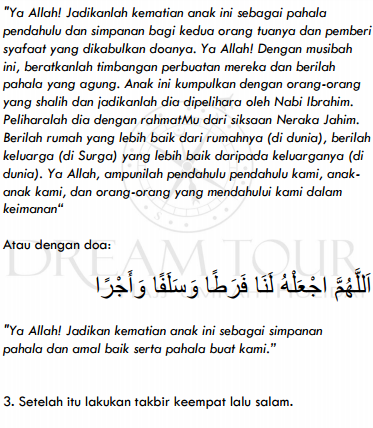 "Ya Allah! Jadikanlah kematian anak ini sebagai pahala
pendahulu dan simpanan bagi kedua orang tuanya dan pemberi
syafaat yang dikabulkan doanya. Ya Allah! Dengan musibah
ini, beratkanlah timbangan perbuatan mereka dan berilah
pahala yang agung. Anak ini kumpulkan dengan orang-orang
yang shalih dan jadikanlah dia dipelihara oleh Nabi Ibrahim.
Peliharalah dia dengan rahmatMu dari siksaan Neraka Jahim.
Berilah rumah yang lebih baik dari rumahnya (di dunia), berilah
keluarga (di Surga) yang lebih baik daripada keluarganya (di
dunia). Ya Allah, ampunilah pendahulu pendahulu kami, anak-
anak kami, dan orang-orang yang mendahului kami dalam
keimanan“
Atau dengan doa:
DREAM TOUR
اَللَّهُمَّ اجْعَلْهُ لَنَا فَرَطًا وَسَلَفًا وَأَجْرًا
"Ya Allah! Jadikan kematian anak ini sebagai simpanan
pahala dan amal baik serta pahala buat kami.”
3. Setelah itu lakukan takbir keempat lalu salam.